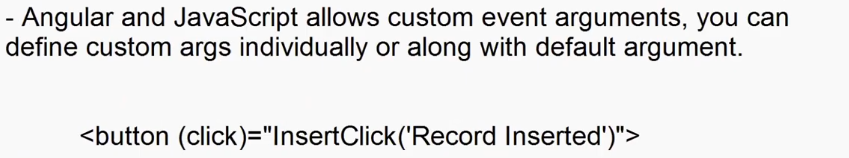 - Angular and JavaScript allows custom event arguments, you can
define custom args individually or along with default argument.
<button (click)="InsertClick('Record Inserted')">